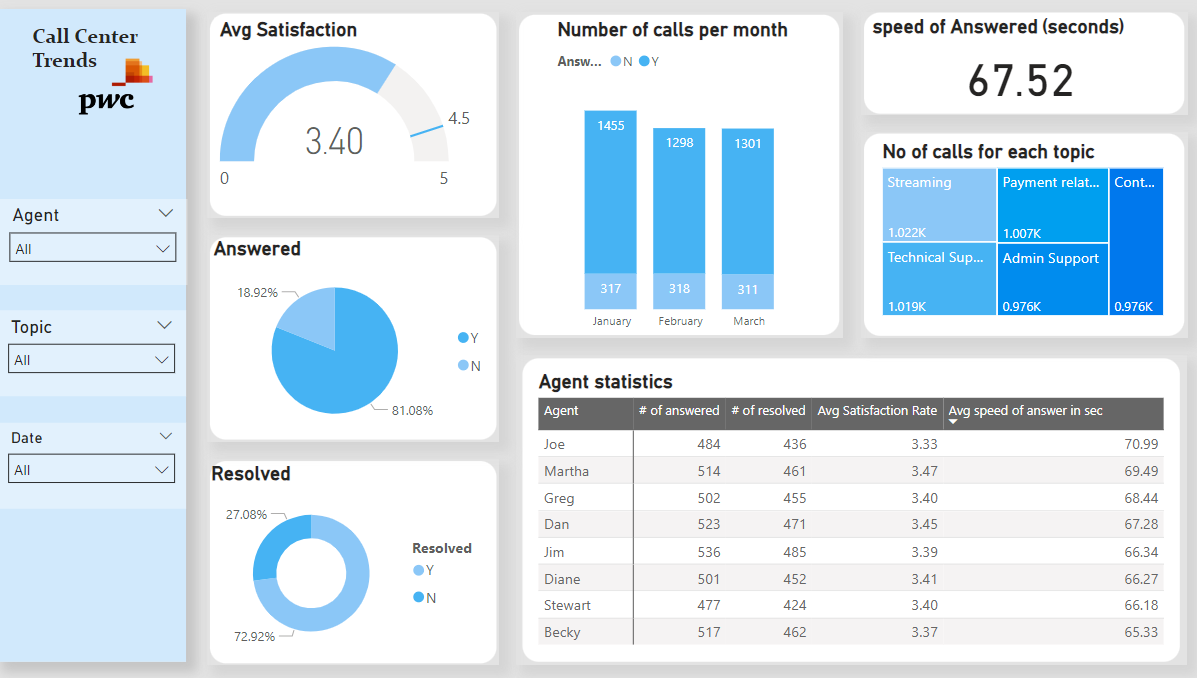 Call Center
Trends
pwc
Agent
All
Topic
All
Date
All
Avg Satisfaction
3.40
4.5
0
5
Answered
18.92%
81.08%
Y
N
Resolved
27.08%
72.92%
Resolved
Y
N
Number of calls per month
Answ... N Y
1455
1298
1301
317
318
311
January
February
March
speed of Answered (seconds)
67.52
No of calls for each topic
Streaming
1.022K
Payment relat...
1.007K
Cont...
0.976K
Technical Sup...
1.019K
Admin Support
0.976K
Agent statistics
Agent # of answered # of resolved Avg Satisfaction Rate Avg speed of answer in sec
Joe 484 436 3.33 70.99
Martha 514 461 3.47 69.49
Greg 502 455 3.40 68.44
Dan 523 471 3.45 67.28
Jim 536 485 3.39 66.34
Diane 501 452 3.41 66.27
Stewart 477 424 3.40 66.18
Becky 517 462 3.37 65.33